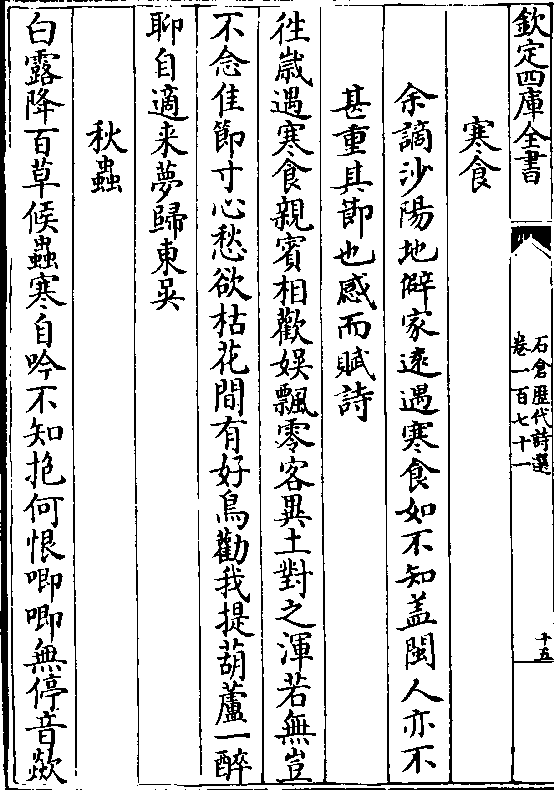 欽定四庫全書
石倉歷代詩選
卷一百七十一
十五
寒食
余謫沙陽地僻家遠遇寒食如不知盖閩人亦不
甚重其節也感而賦詩
徃歲遇寒食親賓相歡娱飄零客異土對之渾若無豈
不念佳節寸心愁欲枯花間有好鳥勸我提葫蘆一醉
聊自適来夢歸東吴
秋蟲
白露降百草候蟲寒自吟不知抱何恨唧唧無停音歘